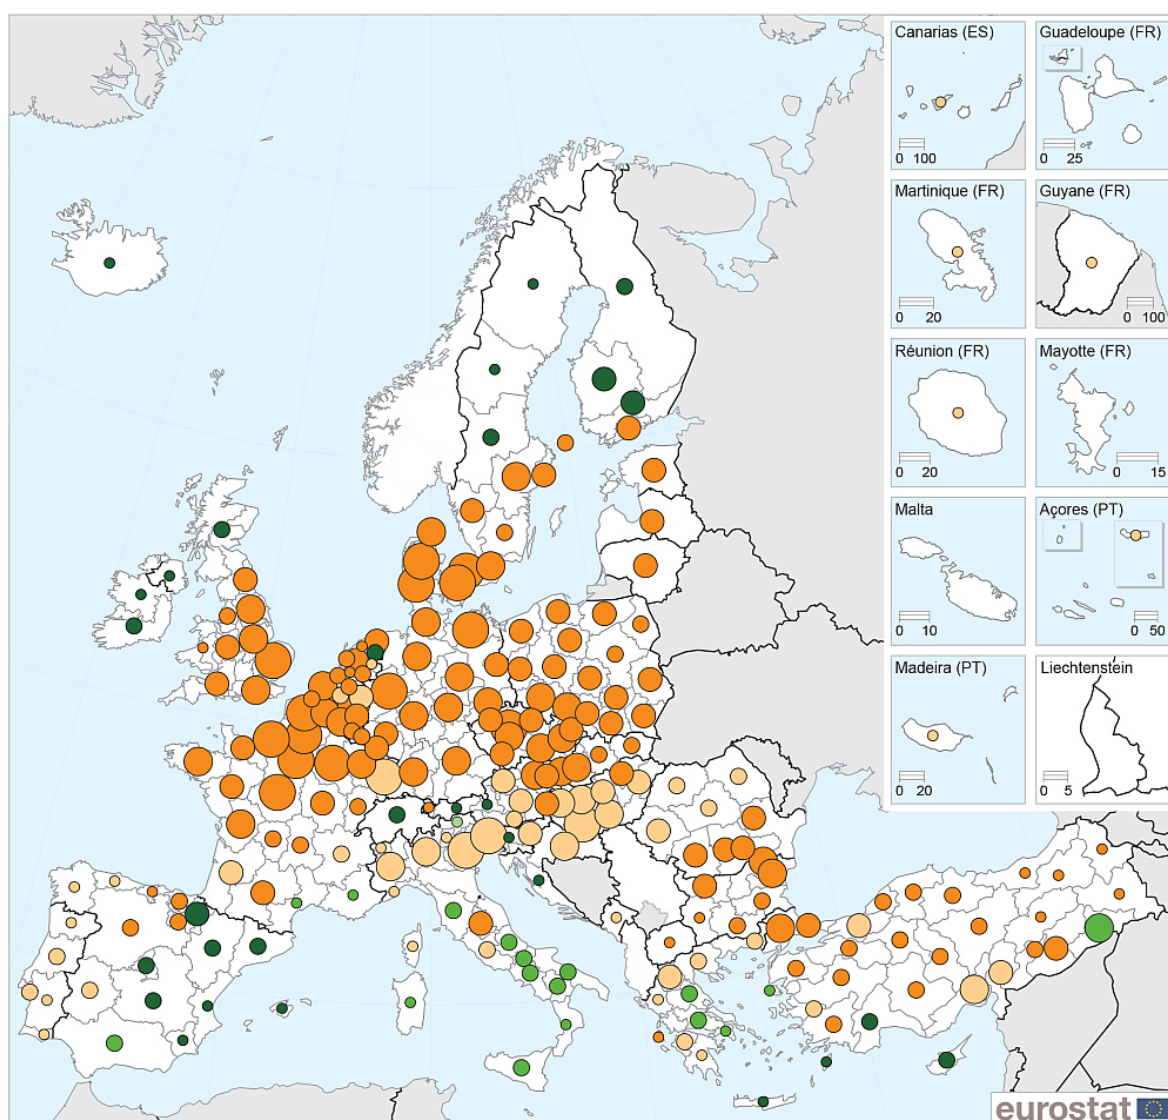 Canarias (ES)
0 100
Guadeloupe (FR)
0 25
Martinique (FR)
0 20
Guyane (FR)
0 100
Réunion (FR)
0 20
Mayotte (FR)
0 15
Malta
0 10
Açores (PT)
0 50
Madeira (PT)
0 20
Liechtenstein
0 5
eurostat